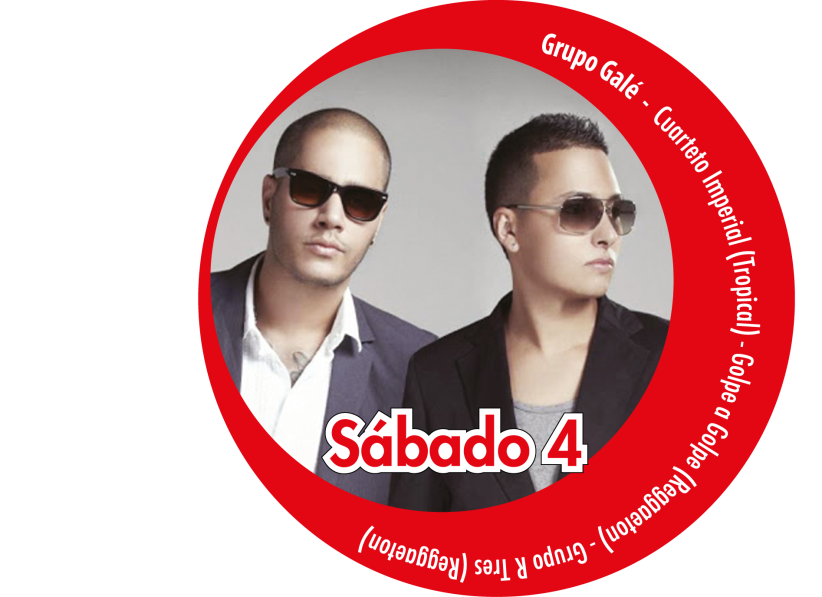 Grupo Galé - Cuarteto Imperial (Tropical) - Golpe a Golpe (Reggaeton) - Grupo R Tres (Reggaeton)
Sábado 4